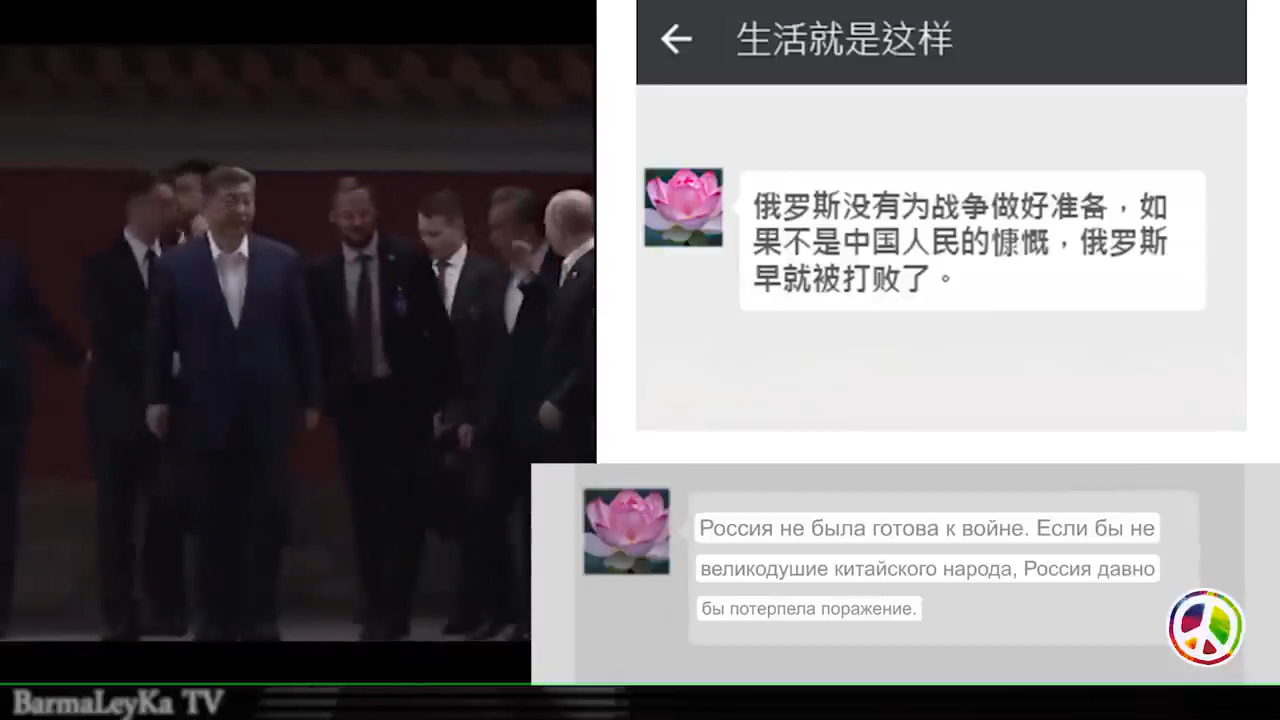 生活就是这样
俄罗斯没有为战争做好准备，如
果不是中国人民的慷慨，俄罗斯
早就被打败了。
Россия не была готова к войне. Если бы не
великодушие китайского народа, Россия давно
бы потерпела поражение.
BarmaLeyKa TV